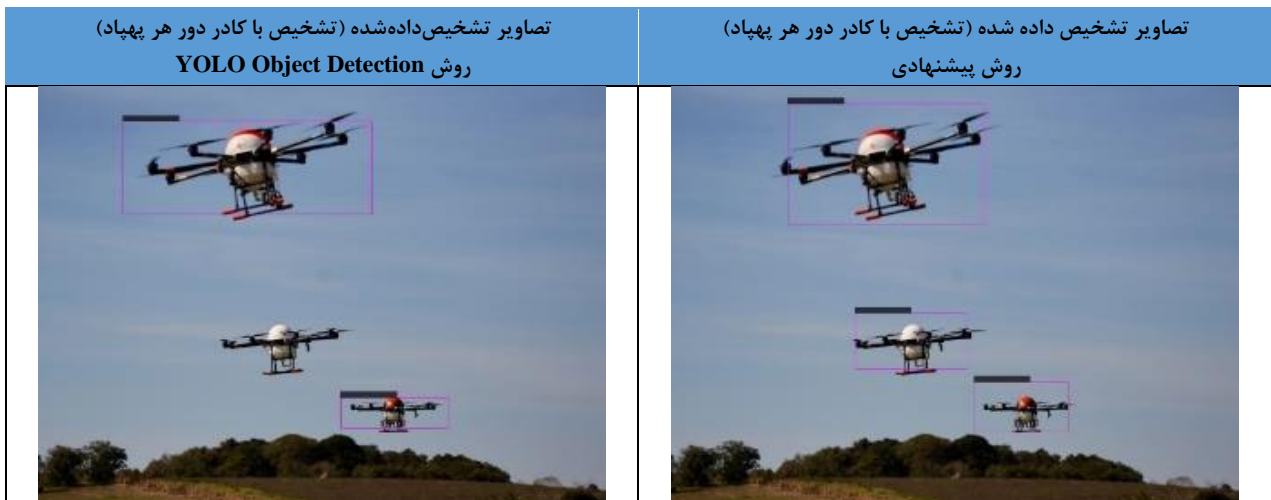 تصاویر تشخیص داده شده (تشخیص با کادر دور هر پهپاد)
روش پیشنهادی
تصاویر تشخیص‌داده‌شده (تشخیص با کادر دور هر پهپاد)
روش YOLO Object Detection